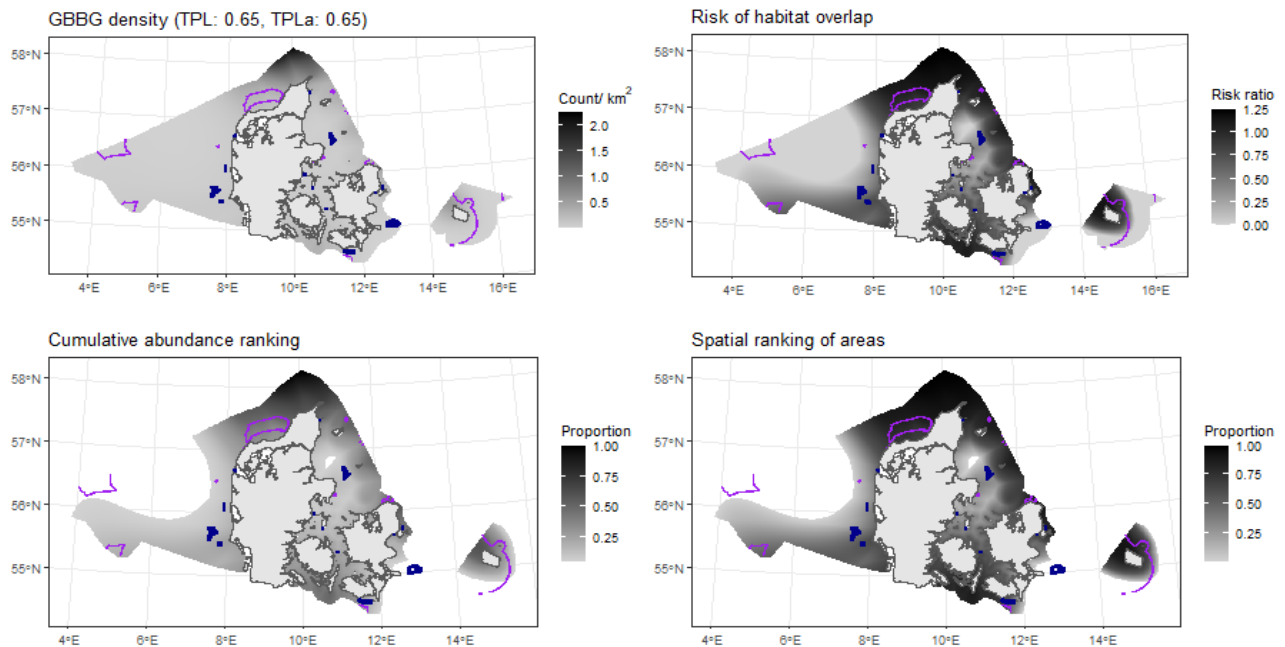 GBBG density (TPL: 0.65, TPLa: 0.65)
58°N
57°N
56°N
55°N
4°E 6°E 8°E 10°E 12°E 14°E 16°E
Count/ km²
2.0
1.5
1.0
0.5
Risk of habitat overlap
58°N
57°N
56°N
55°N
4°E 6°E 8°E 10°E 12°E 14°E 16°E
Risk ratio
1.25
1.00
0.75
0.50
0.25
0.00
Cumulative abundance ranking
58°N
57°N
56°N
55°N
4°E 6°E 8°E 10°E 12°E 14°E
Proportion
1.00
0.75
0.50
0.25
Spatial ranking of areas
58°N
57°N
56°N
55°N
4°E 6°E 8°E 10°E 12°E 14°E
Proportion
1.00
0.75
0.50
0.25